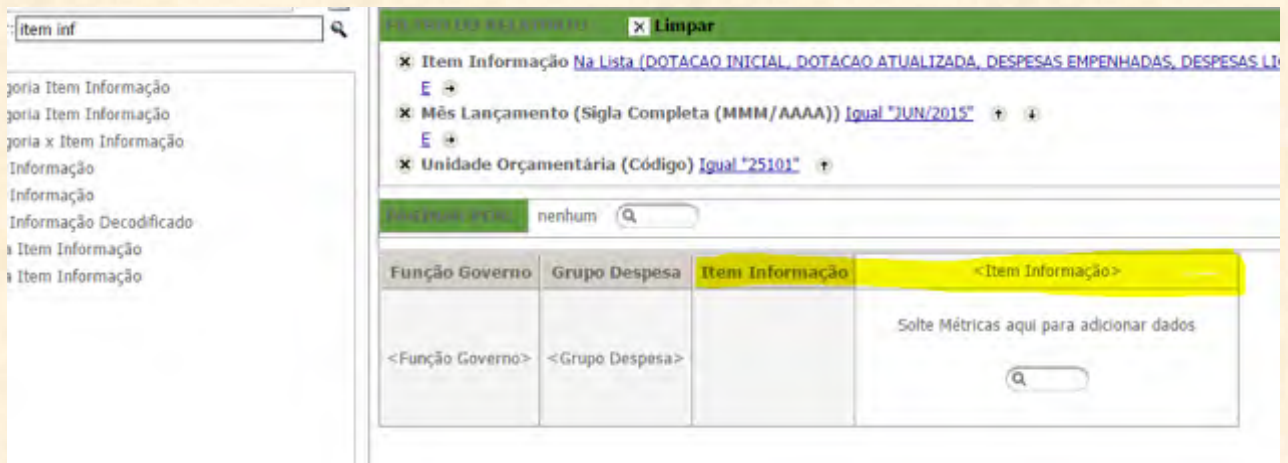 item inf
goria Item Informação
goria Item Informação
goria x Item Informação
Informação
Informação
Informação Decodificado
a Item Informação
a Item Informação
Limpar
Item Informação Na Lista (DOTACAO INICIAL, DOTACAO ATUALIZADA, DESPESAS EMPENHADAS, DESPESAS LI
E
Mês Lançamento (Sigla Completa (MMM/AAAA)) Igual "JUN/2015"
E
Unidade Orçamentária (Código) Igual "25101"
nenhum
Função Governo Grupo Despesa Item Informação <Item Informação>
Solte Métricas aqui para adicionar dados
<Função Governo> <Grupo Despesa>